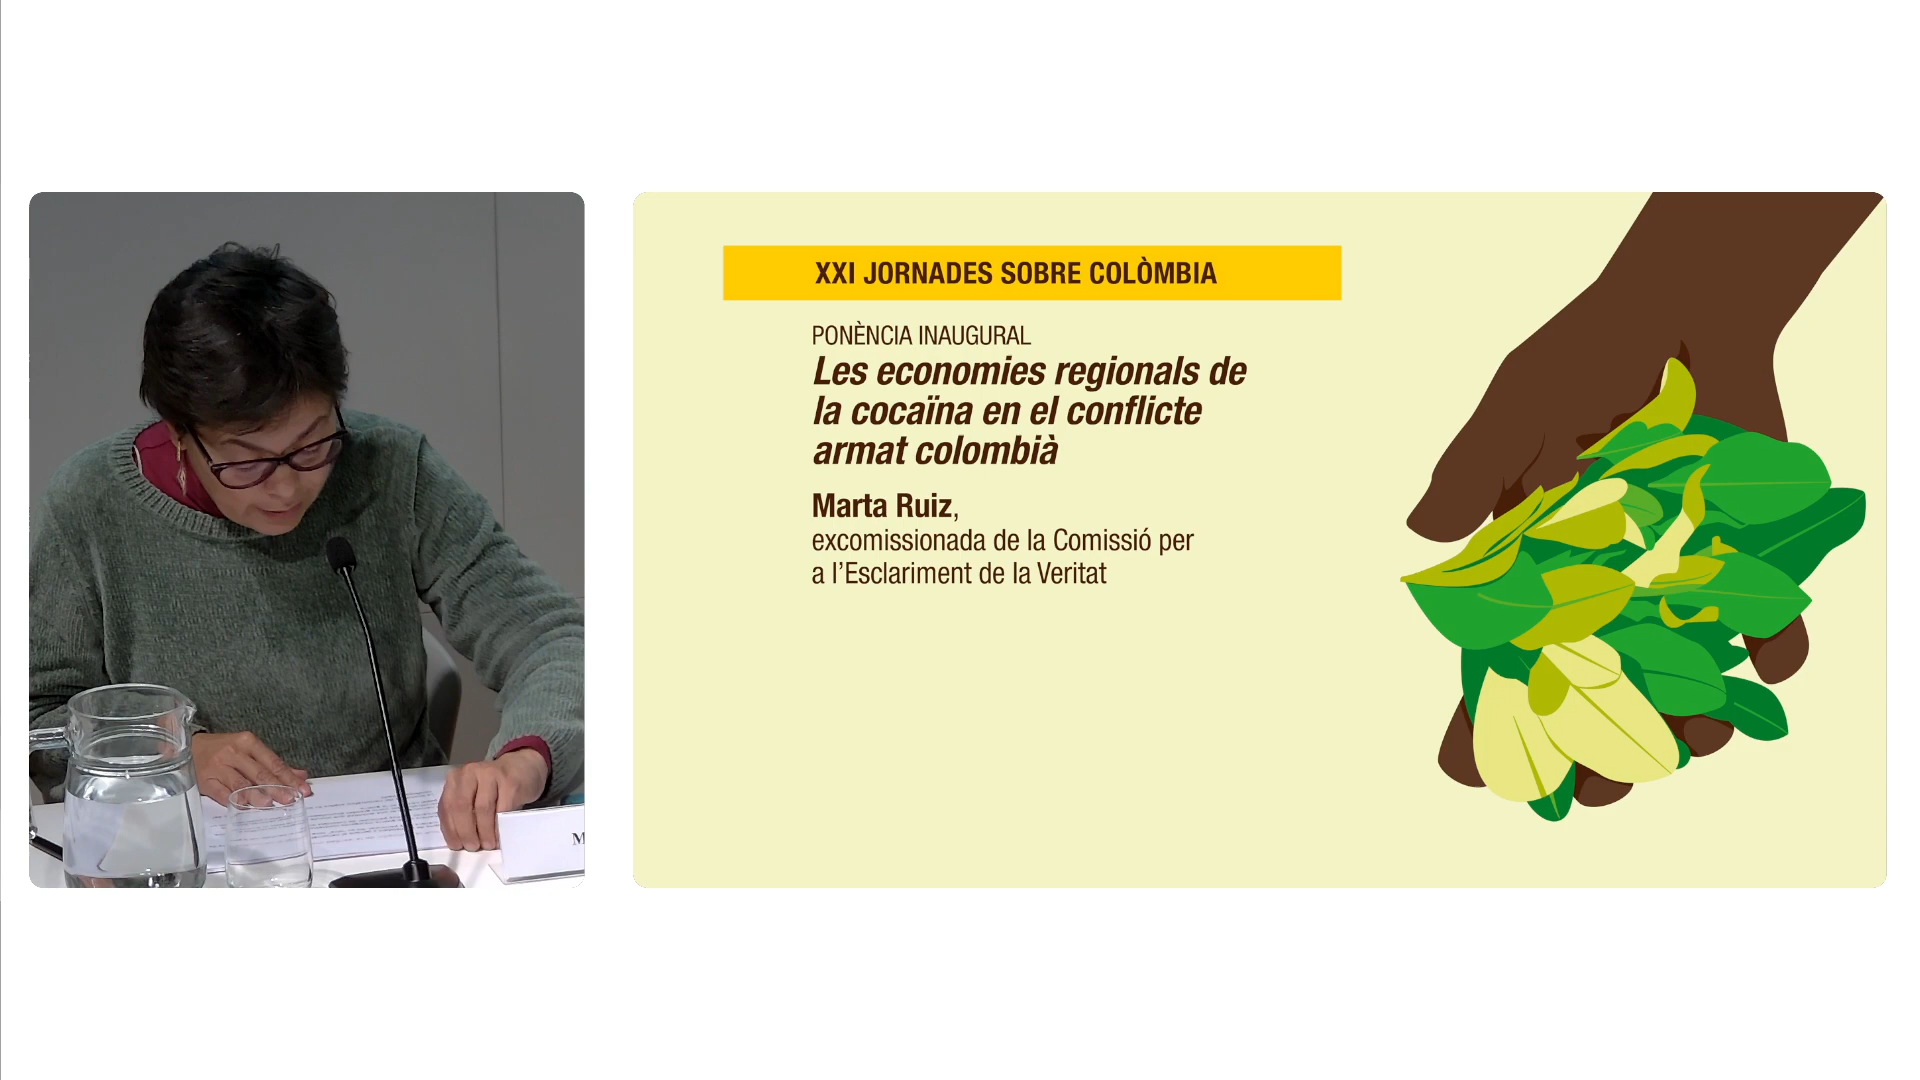 XXI JORNADES SOBRE COLÒMBIA
PONÈNCIA INAUGURAL
Les economies regionals de
la cocaïna en el conflicte
armat colombià
Marta Ruiz,
excomissionada de la Comissió per
a l’Esclariment de la Veritat
M